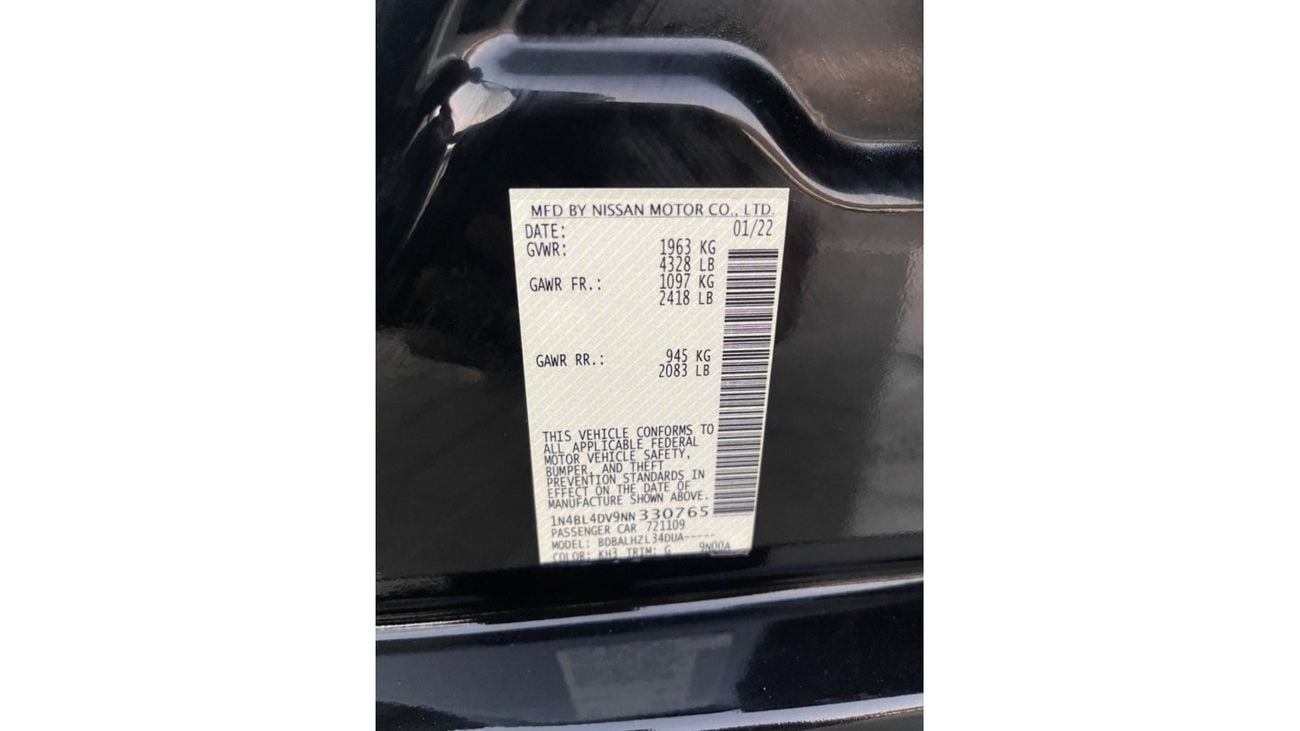 MFD BY NISSAN MOTOR CO., LTD.
DATE: 01/22
GVWR: 1963 KG
4328 LB
GAWR FR.: 1097 KG
2418 LB
GAWR RR.: 945 KG
2083 LB
THIS VEHICLE CONFORMS TO
ALL APPLICABLE FEDERAL
MOTOR VEHICLE SAFETY,
BUMPER, AND THEFT
PREVENTION STANDARDS IN
EFFECT ON THE DATE OF
MANUFACTURE SHOWN ABOVE.
1N4BL4DV9NN330765
PASSENGER CAR 721109
MODEL: BDBALHZL34DUA-----
COLOR: KH3 TRIM: G 9N00A